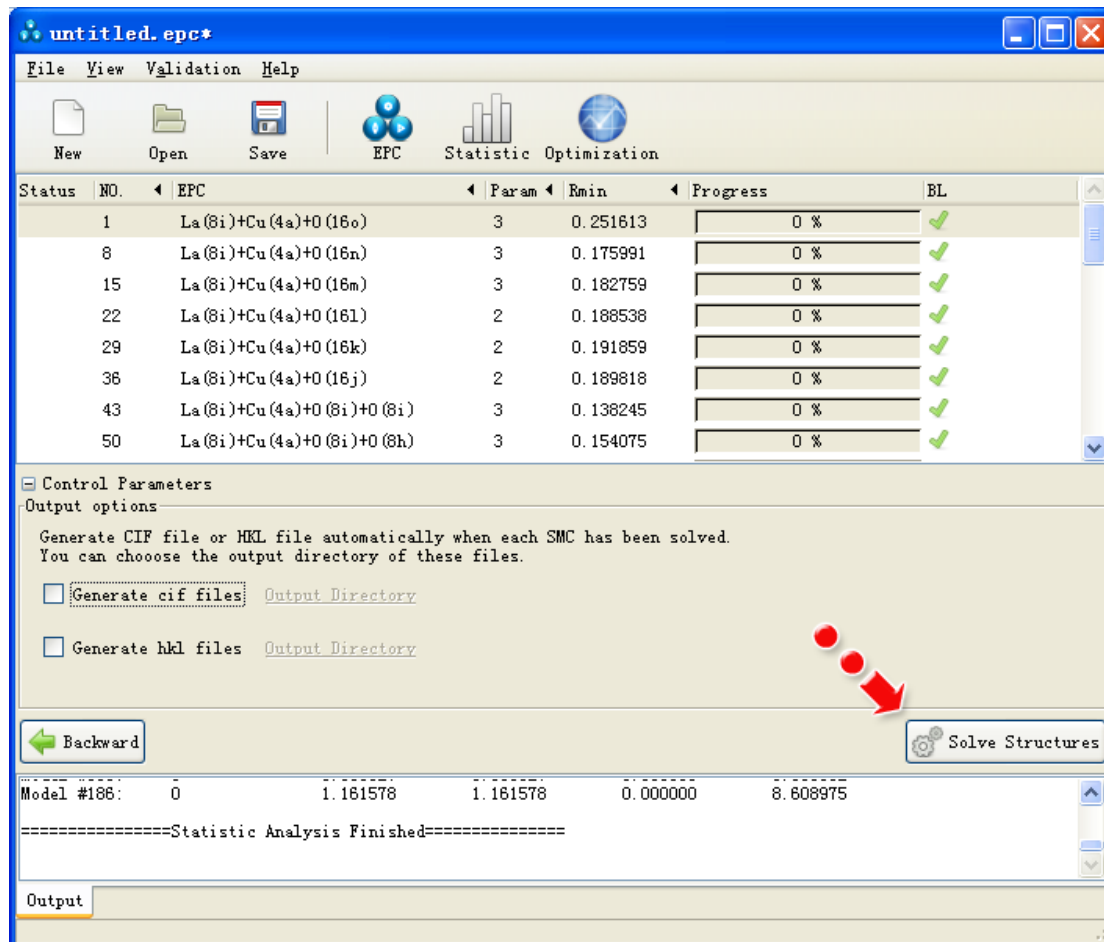 untitled.epc*
File View Validation Help
New Open Save EPC Statistic Optimization
Status NO. EPC Param Rmin Progress BL
1 La(8i)+Cu(4a)+O(16o) 3 0.251613 0 %
8 La(8i)+Cu(4a)+O(16n) 3 0.175991 0 %
15 La(8i)+Cu(4a)+O(16m) 3 0.182759 0 %
22 La(8i)+Cu(4a)+O(16l) 2 0.188538 0 %
29 La(8i)+Cu(4a)+O(16k) 2 0.191859 0 %
36 La(8i)+Cu(4a)+O(16j) 2 0.189818 0 %
43 La(8i)+Cu(4a)+O(8i)+O(8i) 3 0.138245 0 %
50 La(8i)+Cu(4a)+O(8i)+O(8h) 3 0.154075 0 %
Control Parameters
Output options
Generate CIF file or HKL file automatically when each SMC has been solved.
You can chooose the output directory of these files.
Generate cif files Output Directory
Generate hkl files Output Directory
Backward Solve Structures
Model #186: 0 1.161578 1.161578 0.000000 8.608975
================Statistic Analysis Finished===============
Output